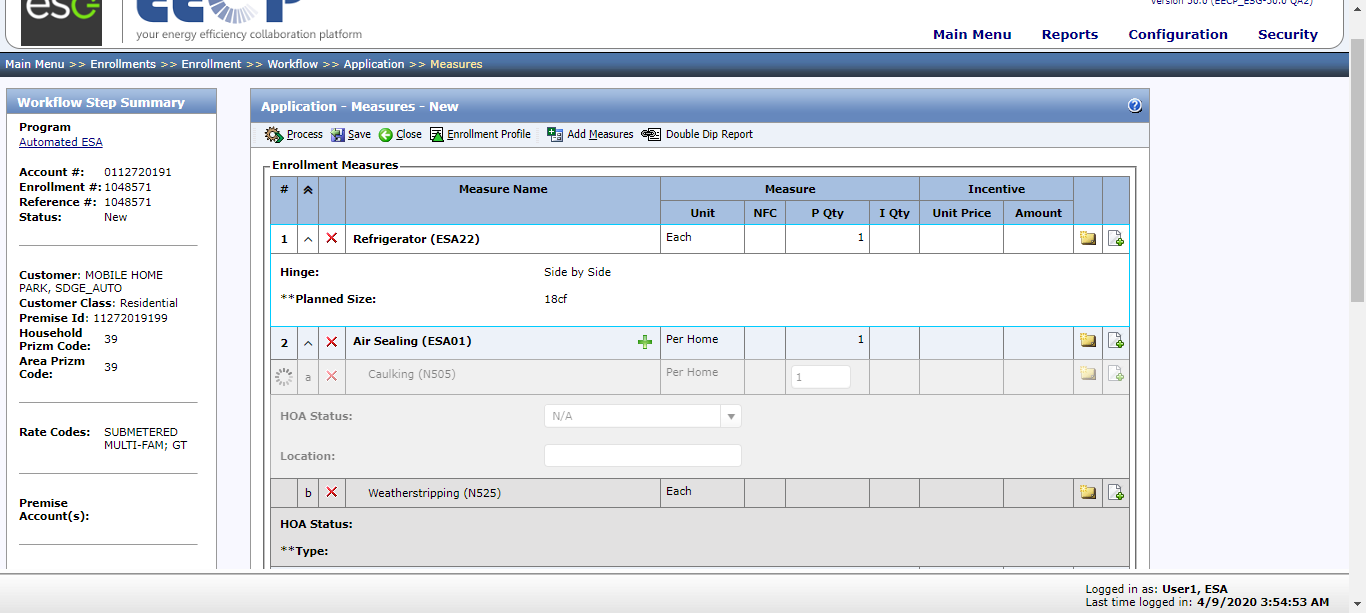 esG
EECP
your energy efficiency collaboration platform
Version 50.0 (EECP_ESG-50.0 QA2)
Main Menu Reports Configuration Security
Main Menu >> Enrollments >> Enrollment >> Workflow >> Application >> Measures
Workflow Step Summary
Program
Automated ESA
Account #: 0112720191
Enrollment #: 1048571
Reference #: 1048571
Status: New
Customer: MOBILE HOME
PARK, SDGE_AUTO
Customer Class: Residential
Premise Id: 11272019199
Household
Prizm Code: 39
Area Prizm
Code: 39
Rate Codes: SUBMETERED
MULTI-FAM; GT
Premise
Account(s):
Application - Measures - New
Process Save Close Enrollment Profile Add Measures Double Dip Report
Enrollment Measures
# Measure Name Measure Incentive
Unit NFC P Qty I Qty Unit Price Amount
1 Refrigerator (ESA22) Each 1
Hinge: Side by Side
**Planned Size: 18cf
2 Air Sealing (ESA01) Per Home 1
a Caulking (N505) Per Home 1
HOA Status: N/A
Location:
b Weatherstripping (N525) Each
HOA Status:
**Type:
Logged in as: User1, ESA
Last time logged in: 4/9/2020 3:54:53 AM